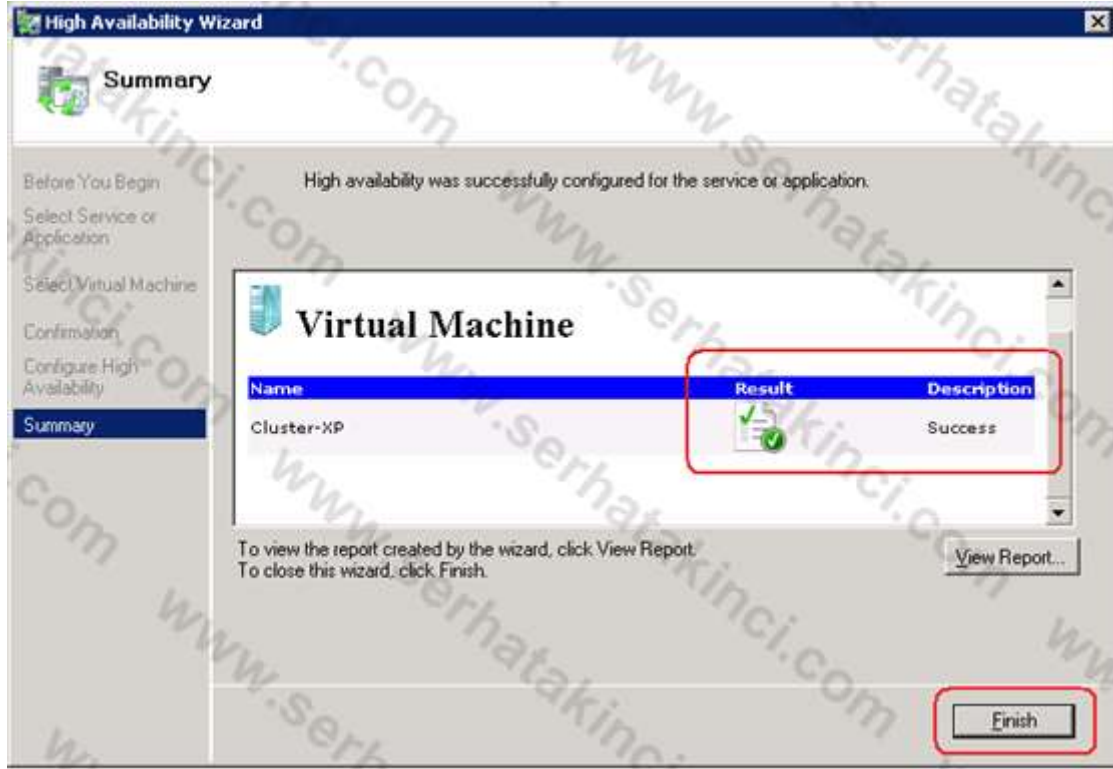 High Availability Wizard
Summary
Before You Begin
Select Service or
Application
Select Virtual Machine
Confirmation
Configure High
Availability
Summary
High availability was successfully configured for the service or application.
Virtual Machine
Name Result Description
Cluster-XP Success
To view the report created by the wizard, click View Report.
To close this wizard, click Finish.
View Report...
Finish
www.serhatakinci.com